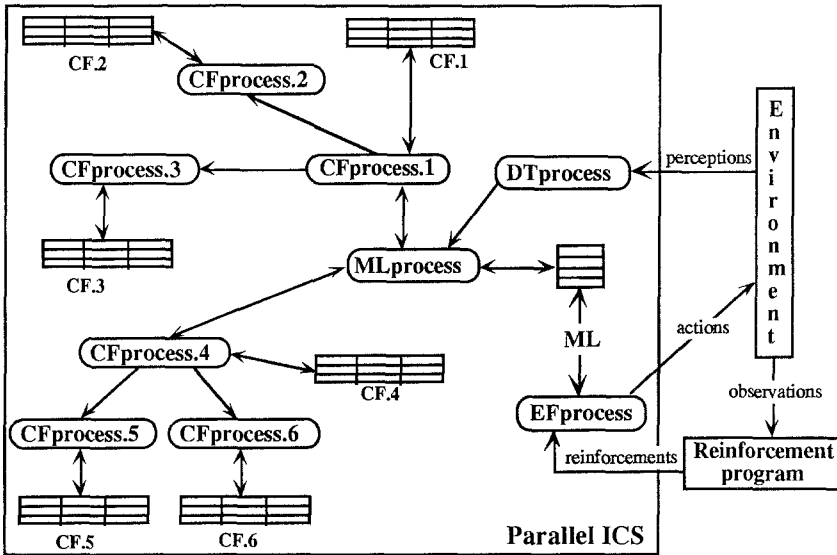 CF.2
CF.1
CFprocess.2
CFprocess.3
CFprocess.1
DTprocess
perceptions
Environment
CF.3
MLprocess
ML
actions
CFprocess.4
CF.4
observations
CFprocess.5
CFprocess.6
EFprocess
reinforcements
Reinforcement
program
CF.5
CF.6
Parallel ICS